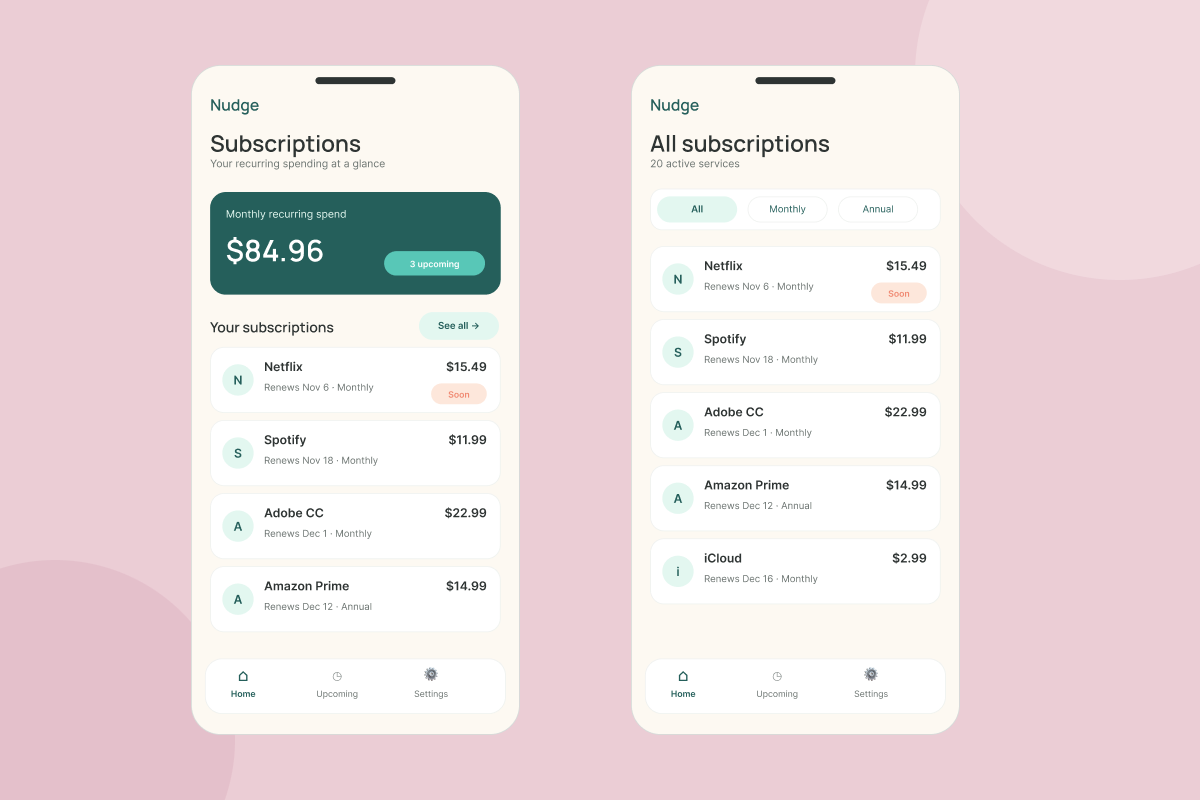 Nudge
Subscriptions
Your recurring spending at a glance
Monthly recurring spend
$84.96
3 upcoming
Your subscriptions
See all →
N
Netflix
$15.49
Renews Nov 6 · Monthly
Soon
S
Spotify
$11.99
Renews Nov 18 · Monthly
A
Adobe CC
$22.99
Renews Dec 1 · Monthly
A
Amazon Prime
$14.99
Renews Dec 12 · Annual
Home
Upcoming
Settings
Nudge
All subscriptions
20 active services
All
Monthly
Annual
N
Netflix
$15.49
Renews Nov 6 · Monthly
Soon
S
Spotify
$11.99
Renews Nov 18 · Monthly
A
Adobe CC
$22.99
Renews Dec 1 · Monthly
A
Amazon Prime
$14.99
Renews Dec 12 · Annual
i
iCloud
$2.99
Renews Dec 16 · Monthly
Home
Upcoming
Settings